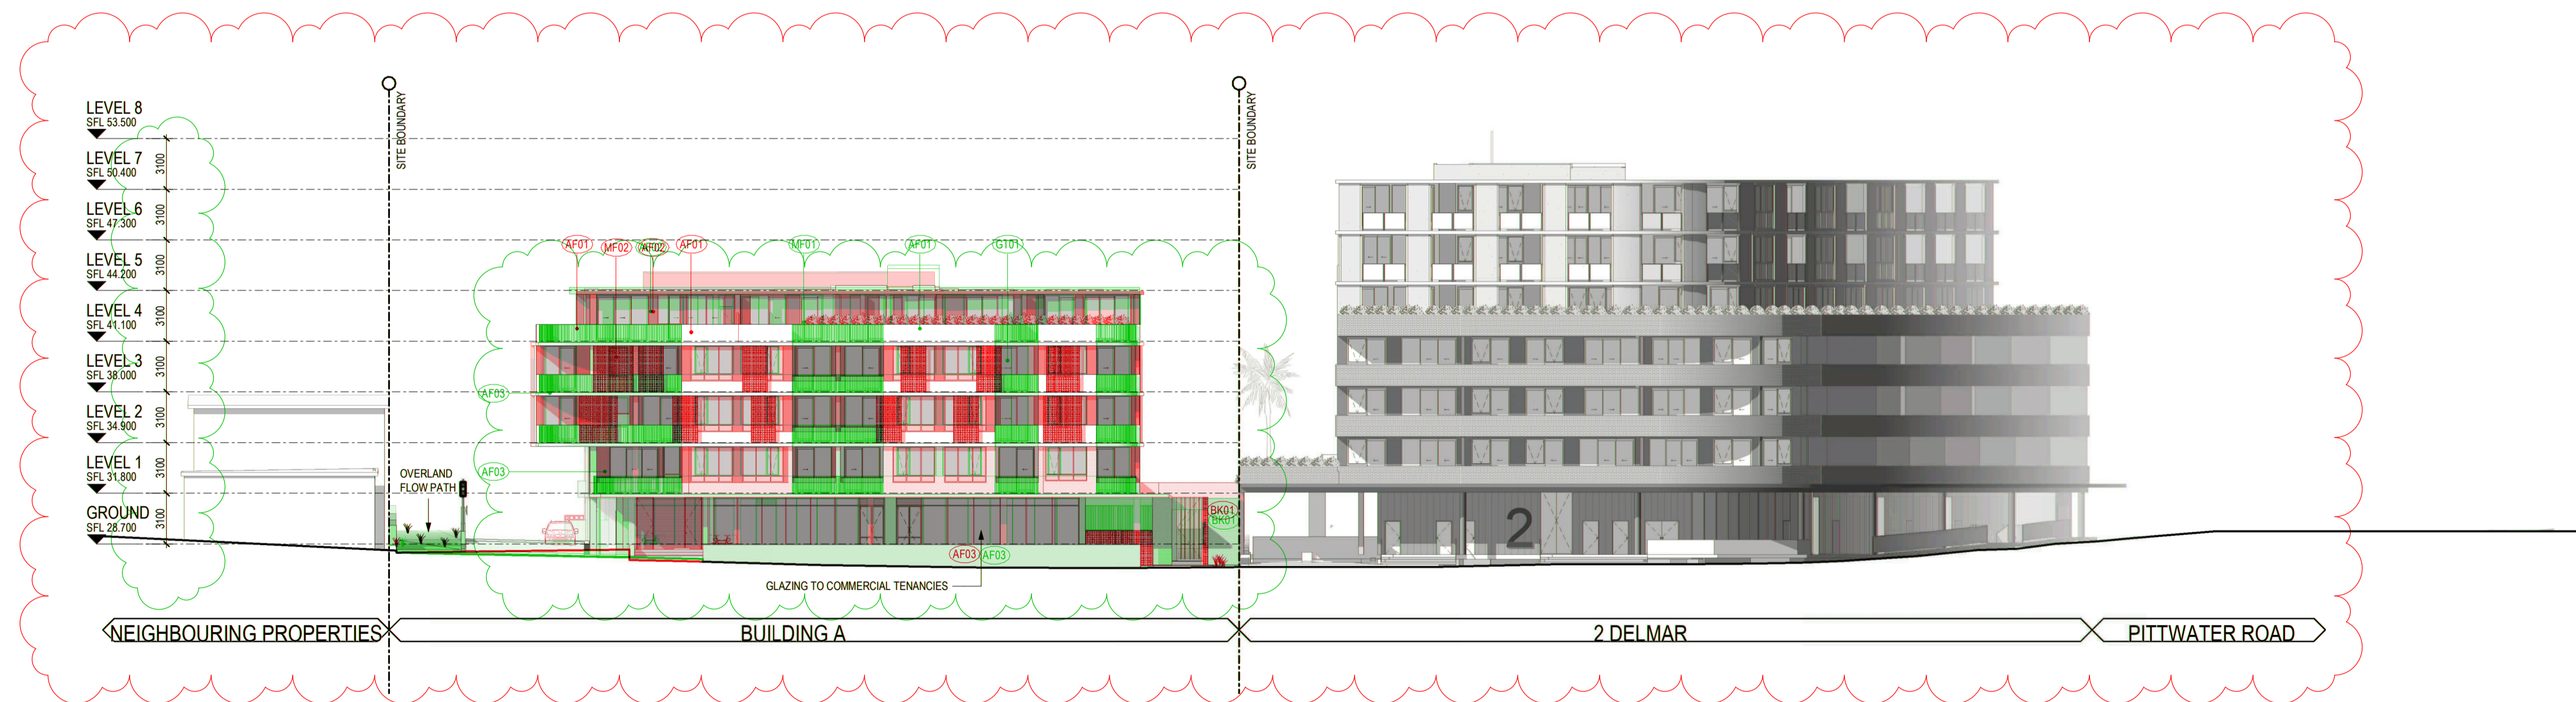 LEVEL 8
SFL 53.500
LEVEL 7
SFL 50.400
LEVEL 6
SFL 47.300
LEVEL 5
SFL 44.200
LEVEL 4
SFL 41.100
LEVEL 3
SFL 38.000
LEVEL 2
SFL 34.900
LEVEL 1
SFL 31.800
GROUND
SFL 28.700
3100
3100
3100
3100
3100
3100
3100
3100
SITE BOUNDARY
SITE BOUNDARY
AF01
MF02
AF02
AF01
MF01
AF01
GT01
AF03
AF03
OVERLAND
FLOW PATH
BK01
BK01
AF03
AF03
GLAZING TO COMMERCIAL TENANCIES
2
NEIGHBOURING PROPERTIES
BUILDING A
2 DELMAR
PITTWATER ROAD